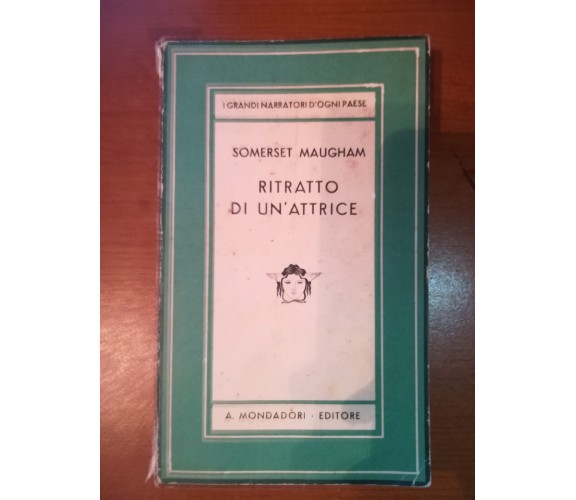 I GRANDI NARRATORI D'OGNI PAESE
SOMERSET MAUGHAM
RITRATTO
DI UN'ATTRICE
A. MONDADORI · EDITORE